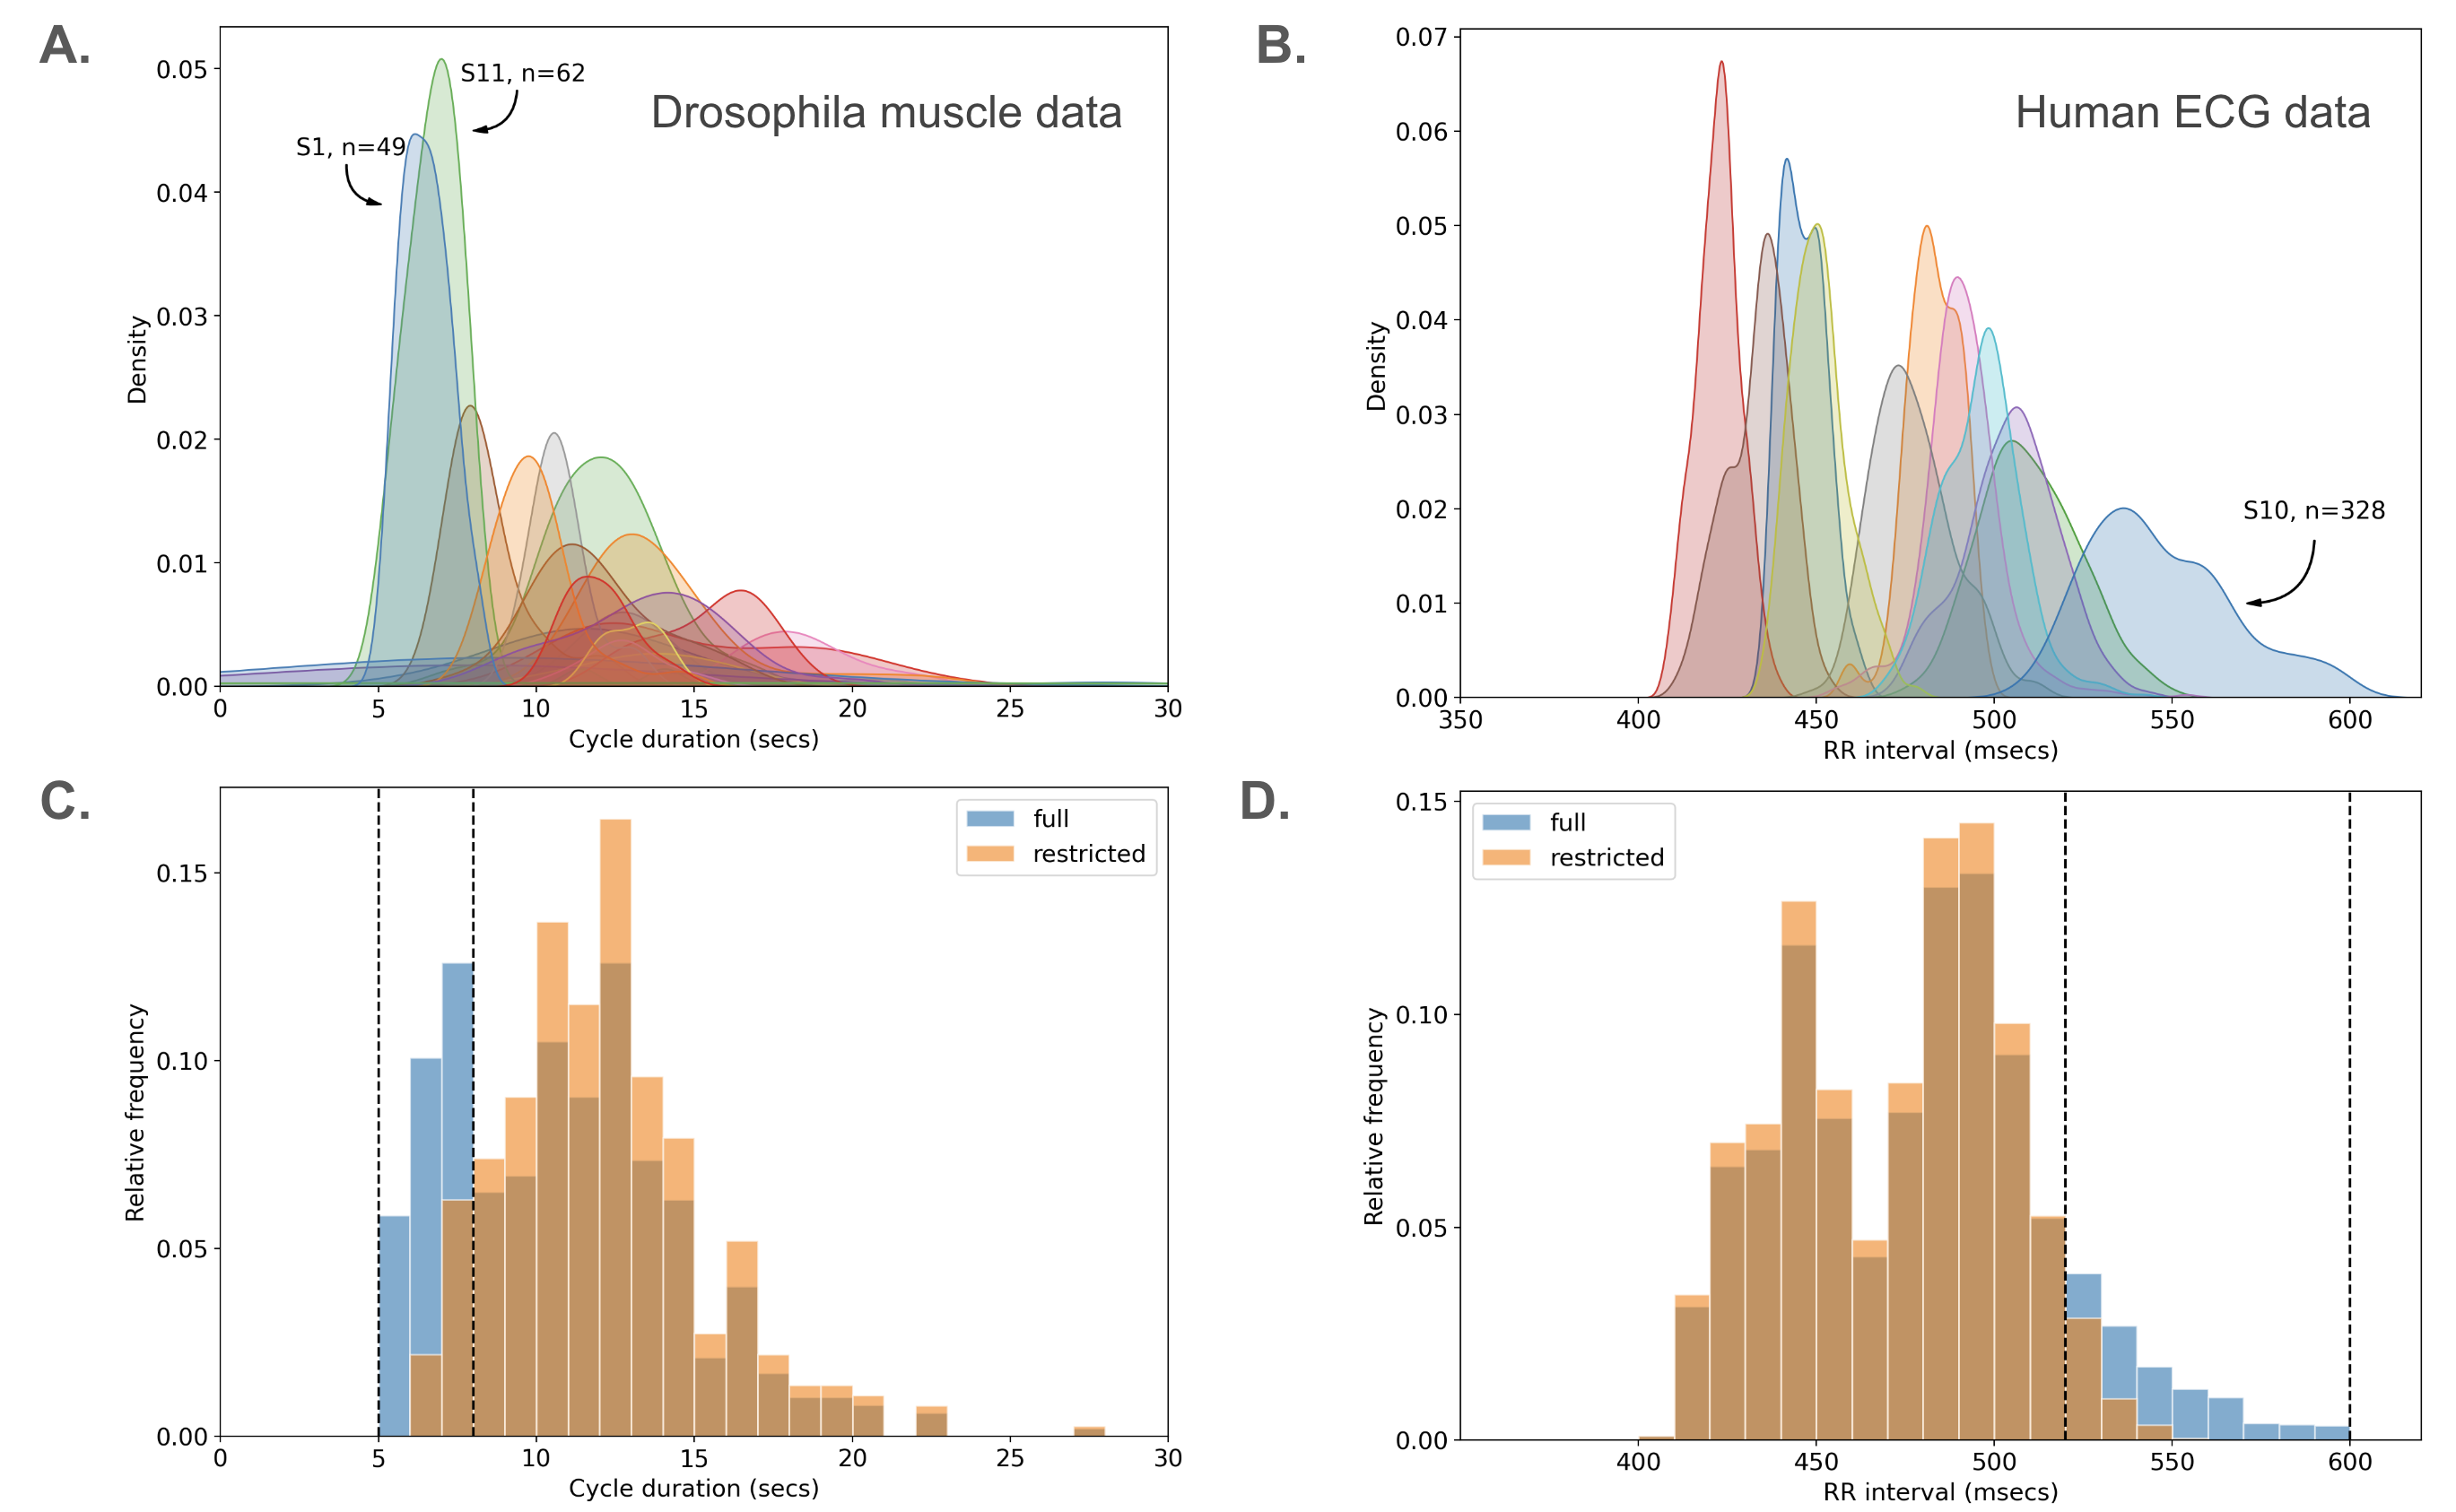 A.
S11, n=62
S1, n=49
Drosophila muscle data
0.05
0.04
0.03
0.02
0.01
0.00
Density
0
5
10
15
20
25
30
Cycle duration (secs)
B.
Human ECG data
S10, n=328
0.07
0.06
0.05
0.04
0.03
0.02
0.01
0.00
Density
350
400
450
500
550
600
RR interval (msecs)
C.
full
restricted
0.15
0.10
0.05
0.00
Relative frequency
0
5
10
15
20
25
30
Cycle duration (secs)
D.
full
restricted
0.15
0.10
0.05
0.00
Relative frequency
400
450
500
550
600
RR interval (msecs)